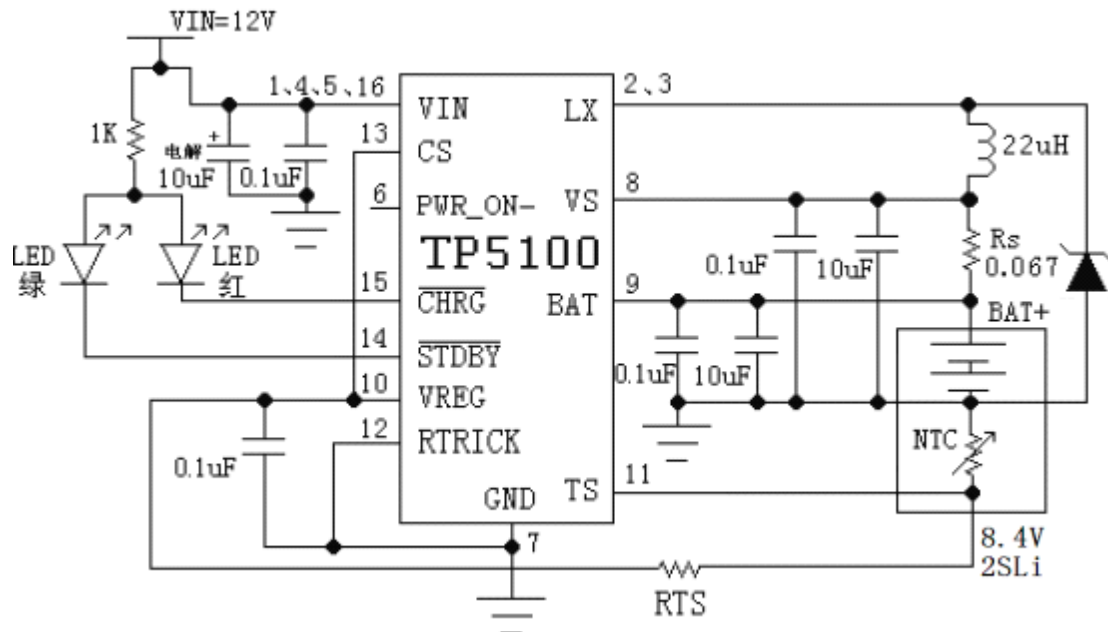 VIN=12V
1K
电解
+
10uF
0.1uF
LED
绿
LED
红
1、4、5、16
13
6
15
14
10
12
VIN
CS
PWR_ON-
TP5100
CHRG
STDBY
VREG
RTRICK
GND
LX
VS
BAT
TS
7
2、3
8
9
11
22uH
Rs
0.067
0.1uF
10uF
0.1uF
10uF
BAT+
NTC
8.4V
2SLi
0.1uF
RTS